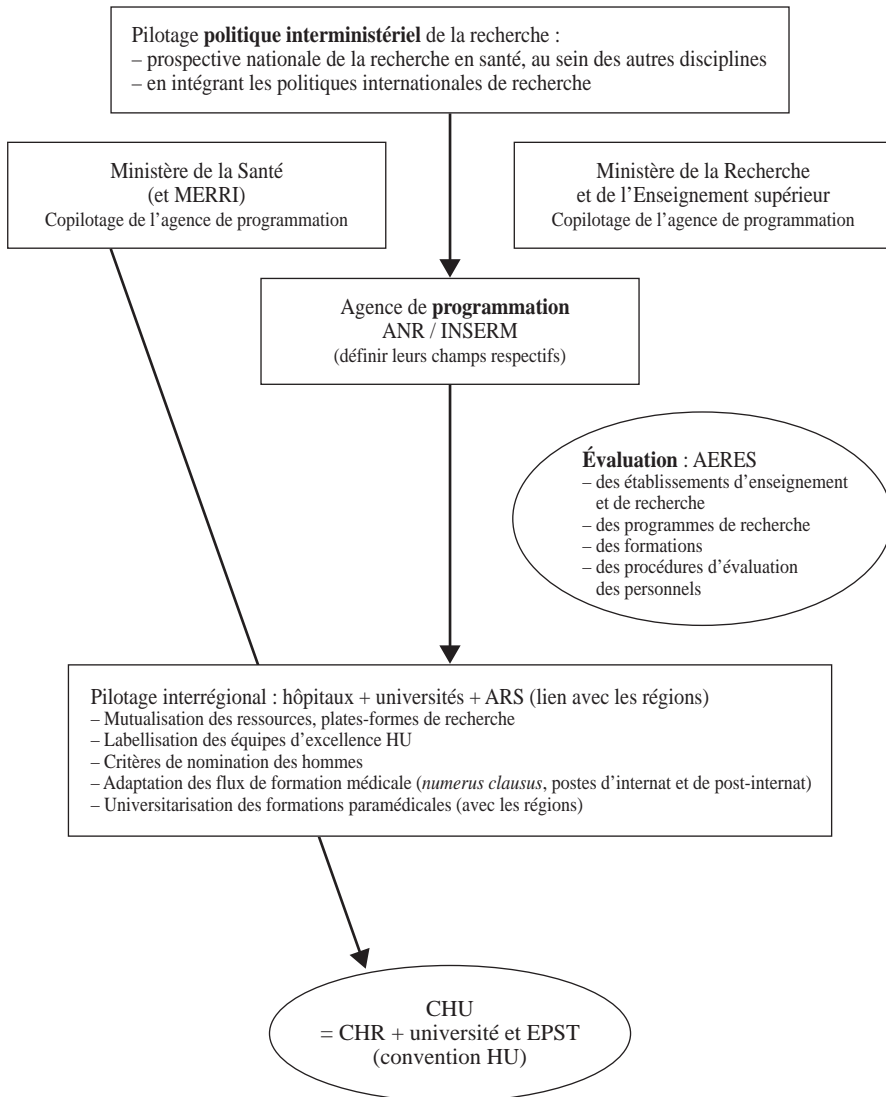 Pilotage politique interministériel de la recherche :
– prospective nationale de la recherche en santé, au sein des autres disciplines
– en intégrant les politiques internationales de recherche
Ministère de la Santé
(et MERRI)
Copilotage de l'agence de programmation
Ministère de la Recherche
et de l'Enseignement supérieur
Copilotage de l'agence de programmation
Agence de programmation
ANR / INSERM
(définir leurs champs respectifs)
Évaluation : AERES
– des établissements d'enseignement
et de recherche
– des programmes de recherche
– des formations
– des procédures d'évaluation
des personnels
Pilotage interrégional : hôpitaux + universités + ARS (lien avec les régions)
– Mutualisation des ressources, plates-formes de recherche
– Labellisation des équipes d'excellence HU
– Critères de nomination des hommes
– Adaptation des flux de formation médicale (numerus clausus, postes d'internat et de post-internat)
– Universitarisation des formations paramédicales (avec les régions)
CHU
= CHR + université et EPST
(convention HU)